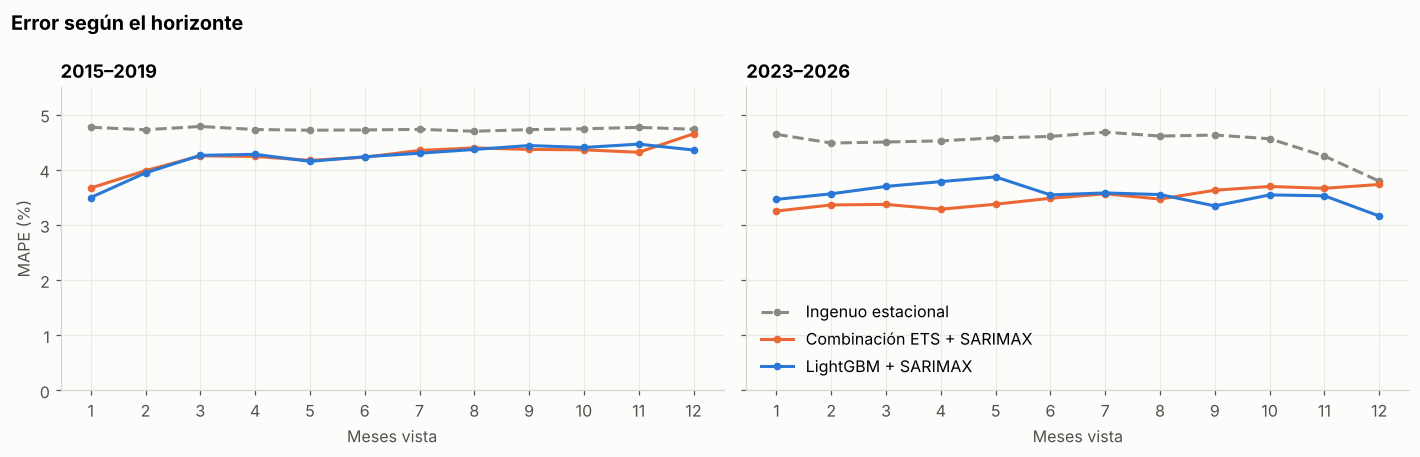 Error según el horizonte
2015–2019
5
4
3
2
1
0
MAPE (%)
1 2 3 4 5 6 7 8 9 10 11 12
Meses vista
2023–2026
Ingenuo estacional
Combinación ETS + SARIMAX
LightGBM + SARIMAX
1 2 3 4 5 6 7 8 9 10 11 12
Meses vista